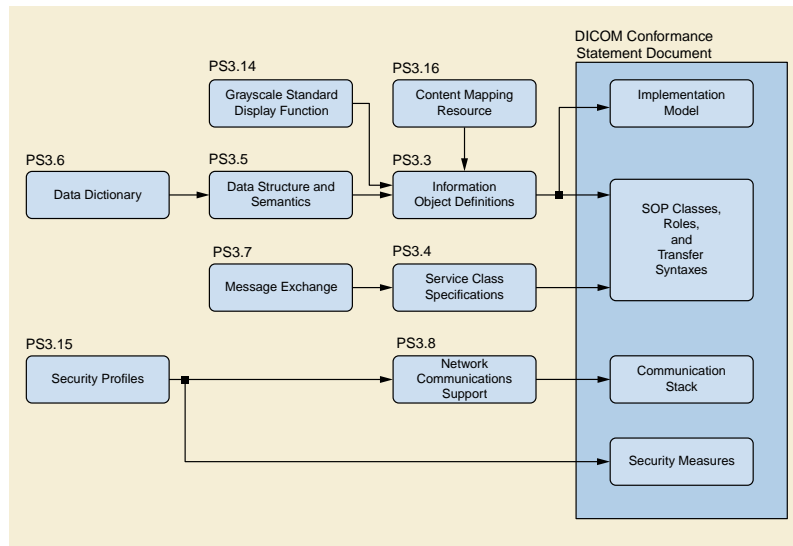 DICOM Conformance
Statement Document
PS3.14
Grayscale Standard
Display Function
PS3.16
Content Mapping
Resource
Implementation
Model
PS3.6
Data Dictionary
PS3.5
Data Structure and
Semantics
PS3.3
Information
Object Definitions
SOP Classes,
Roles,
and
Transfer
Syntaxes
PS3.7
Message Exchange
PS3.4
Service Class
Specifications
PS3.15
Security Profiles
PS3.8
Network
Communications
Support
Communication
Stack
Security Measures